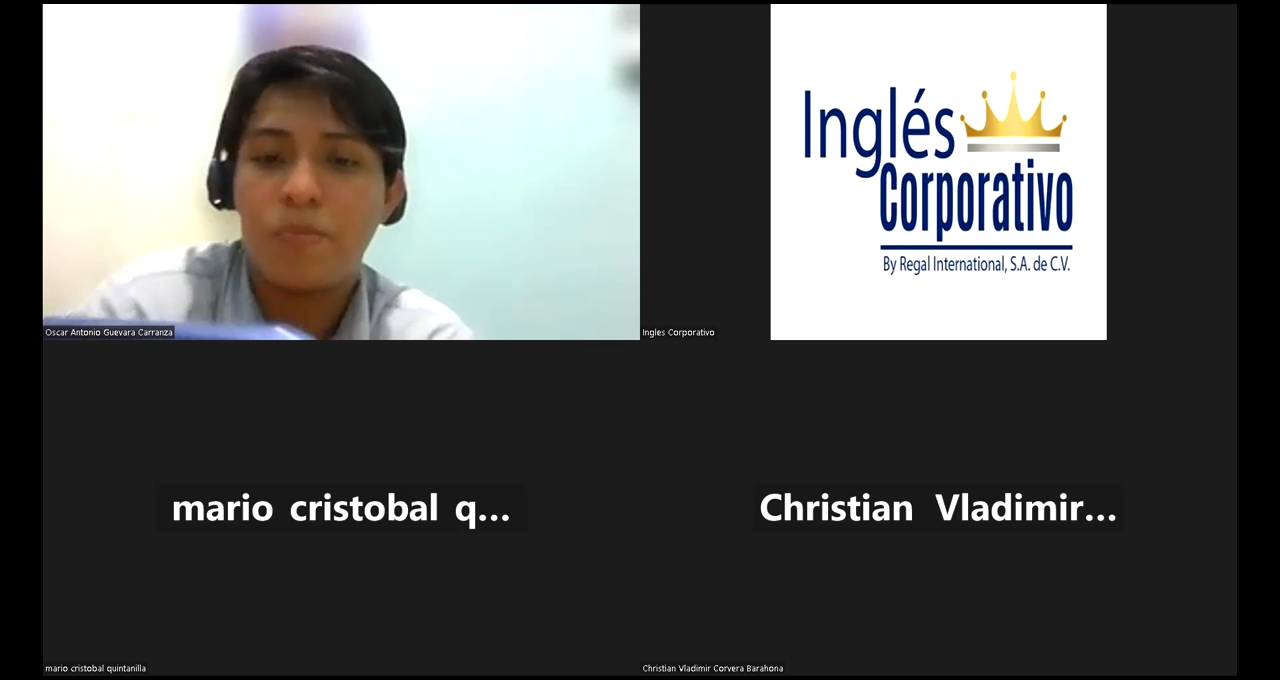 Oscar Antonio Guevara Carranza
Inglés
Corporativo
By Regal International, S.A. de C.V.
Ingles Corporativo
mario cristobal q...
Christian Vladimir...
mario cristobal quintanilla
Christian Vladimir Corvera Barahona